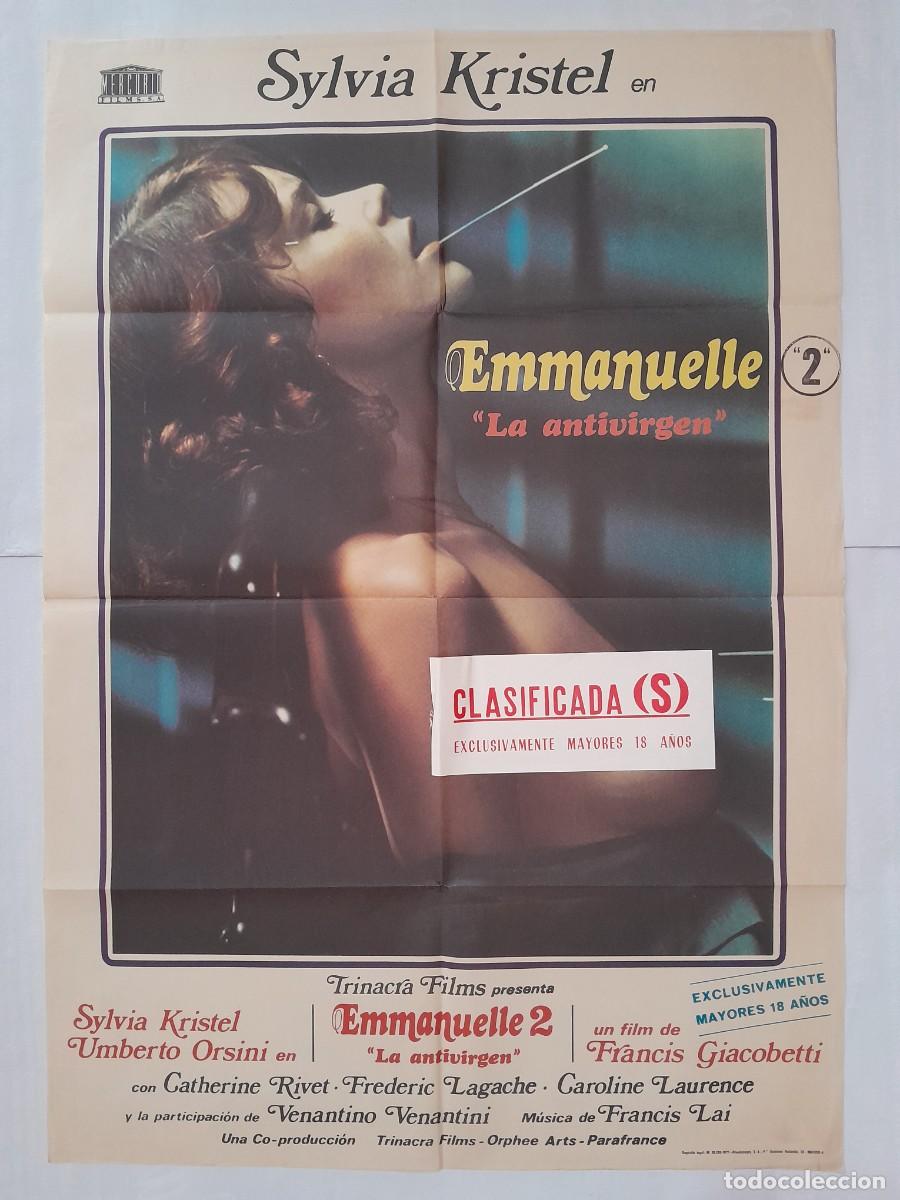 MERCURIO
FILMS. S.A.
Sylvia Kristel en
Emmanuelle "2"
"La antivirgen"
CLASIFICADA (S)
EXCLUSIVAMENTE MAYORES 18 AÑOS
Trinacra Films presenta
EXCLUSIVAMENTE
MAYORES 18 AÑOS
Sylvia Kristel
Umberto Orsini en
Emmanuelle 2
"La antivirgen"
un film de
Francis Giacobetti
con Catherine Rivet · Frederic Lagache · Caroline Laurence
y la participación de Venantino Venantini Música de Francis Lai
Una Co-producción Trinacra Films - Orphee Arts - Parafrance
todocoleccion